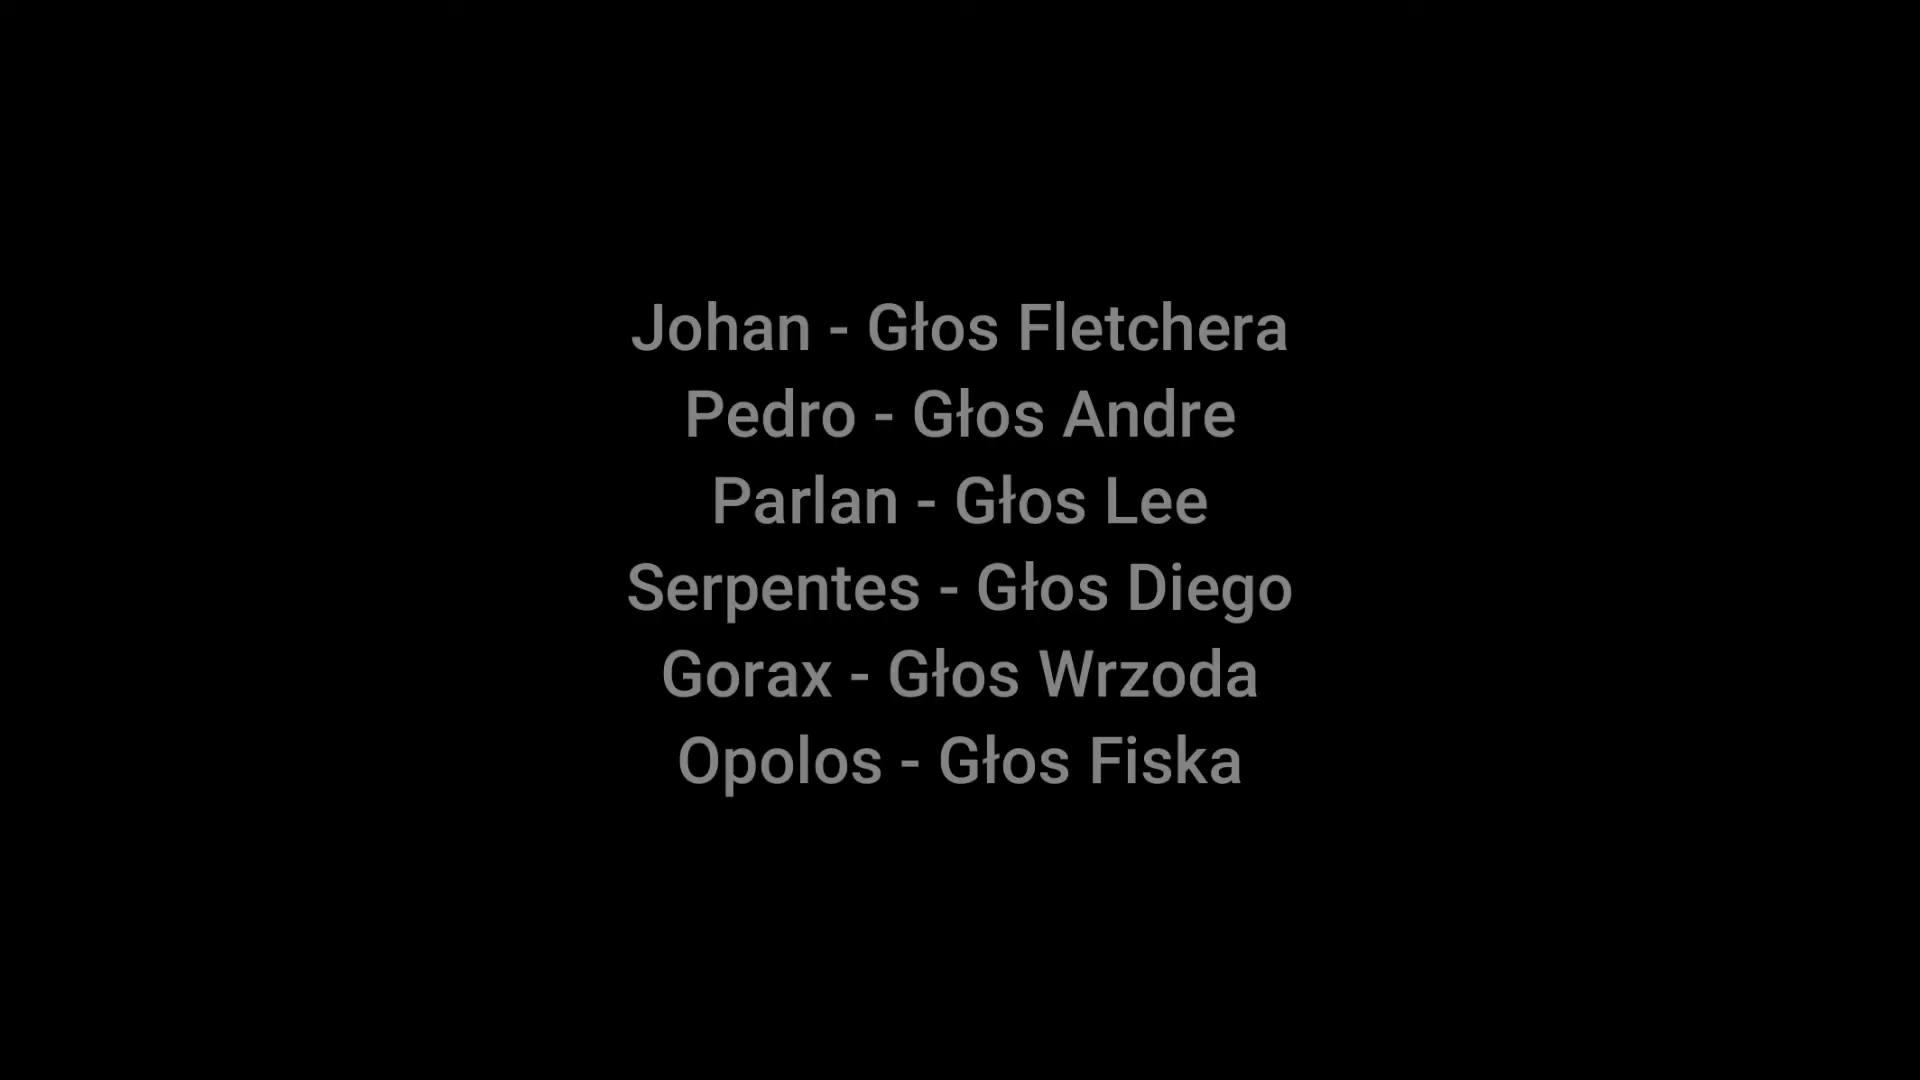 Johan - Głos Fletchera
Pedro - Głos Andre
Parlan - Głos Lee
Serpentes - Głos Diego
Gorax - Głos Wrzoda
Opolos - Głos Fiska